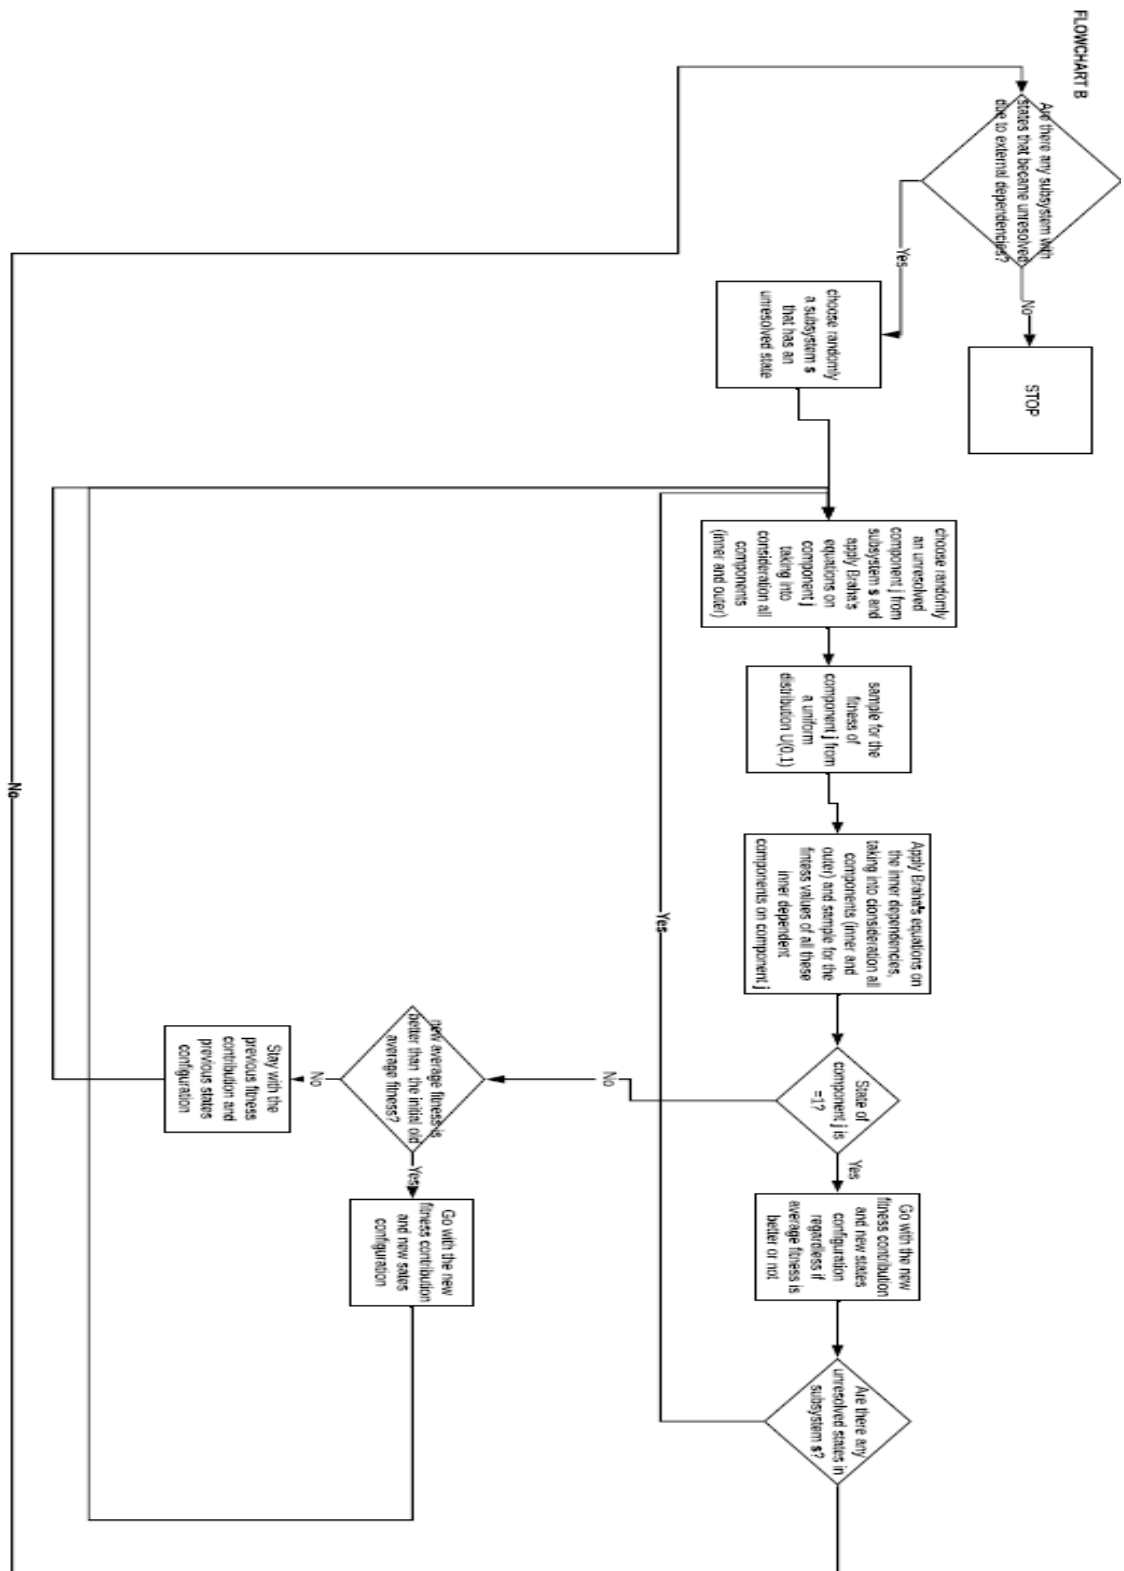 FLOWCHART B
Are there any subsystem with
states that became unresolved
due to external dependencies?
No
STOP
Yes
choose randomly
a subsystem s
that has an
unresolved state
choose randomly
an unresolved
component j from
subsystem s and
apply Braha's
equations on
component j
taking into
consideration all
components
(inner and outer)
sample for the
fitness of
component j from
a uniform
distribution U(0,1)
Apply Braha's equations on
the inner dependencies,
taking into cionsideration all
components (inner and
outer) and sample for the
fintess values of all these
inner dependent
components on component j
State of
component j is
=1?
Yes
Go with the new
fitness contribution
and new states
configuration
regardless if
average fitness is
better or not
Are there any
unresolved states in
subsystem s?
Yes
No
No
new average fitness is
better than the initial old
average fitness?
Yes
Go with the new
fitness contribution
and new sates
configuration
No
Stay with the
previous fitness
contribution and
previous states
configuration